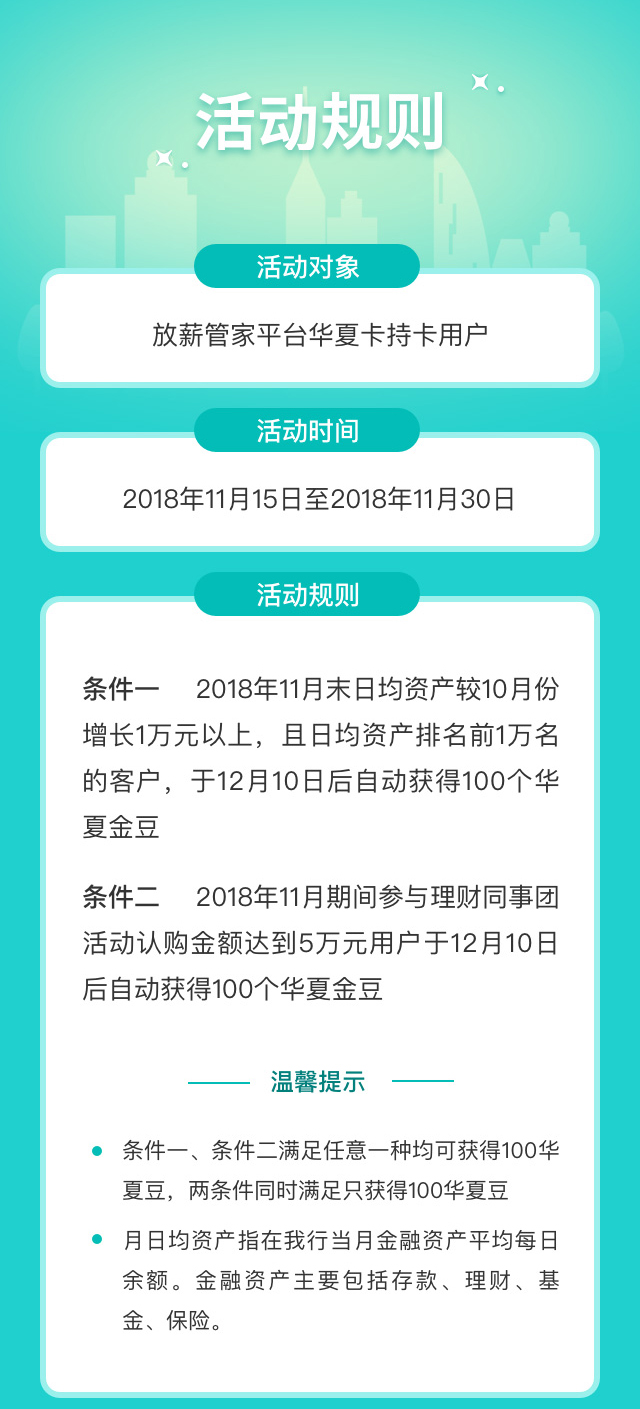 活动规则
活动对象
放薪管家平台华夏卡持卡用户
活动时间
2018年11月15日至2018年11月30日
活动规则
条件一 2018年11月末日均资产较10月份
增长1万元以上，且日均资产排名前1万名
的客户，于12月10日后自动获得100个华
夏金豆
条件二 2018年11月期间参与理财同事团
活动认购金额达到5万元用户于12月10日
后自动获得100个华夏金豆
温馨提示
条件一、条件二满足任意一种均可获得100华
夏豆，两条件同时满足只获得100华夏豆
月日均资产指在我行当月金融资产平均每日
余额。金融资产主要包括存款、理财、基
金、保险。